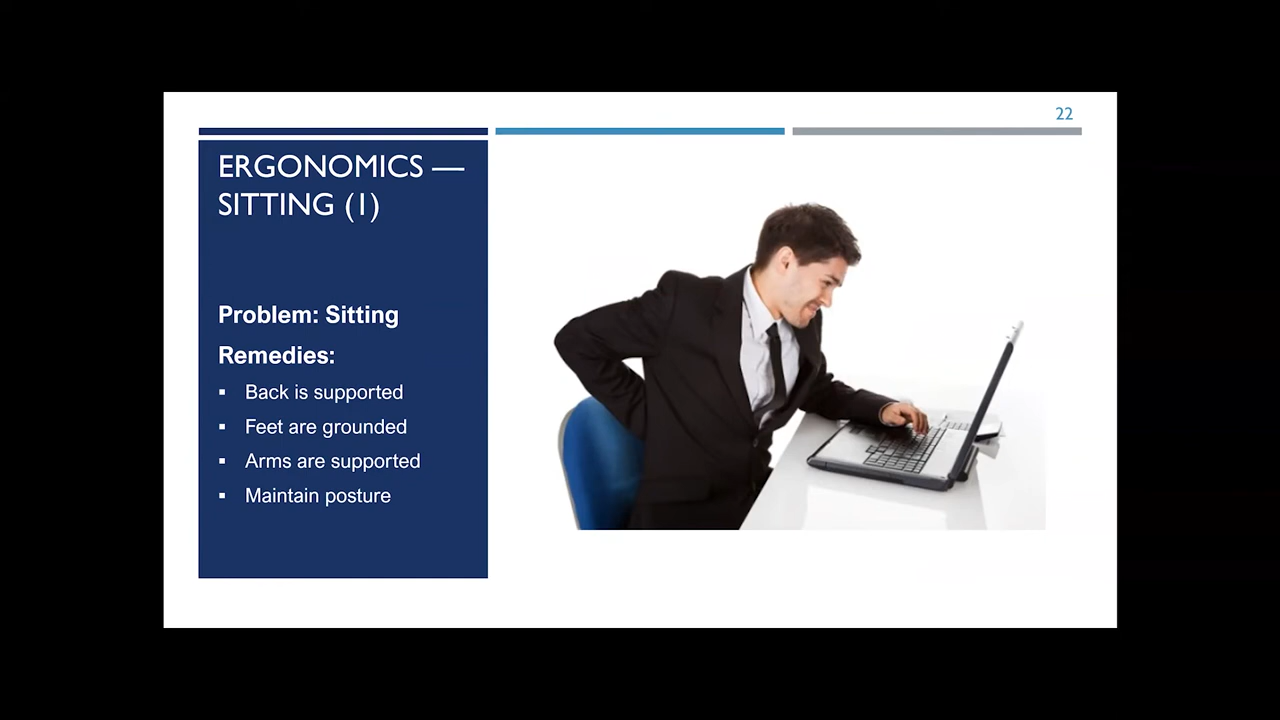 22
ERGONOMICS —
SITTING (1)
Problem: Sitting
Remedies:
▪ Back is supported
▪ Feet are grounded
▪ Arms are supported
▪ Maintain posture